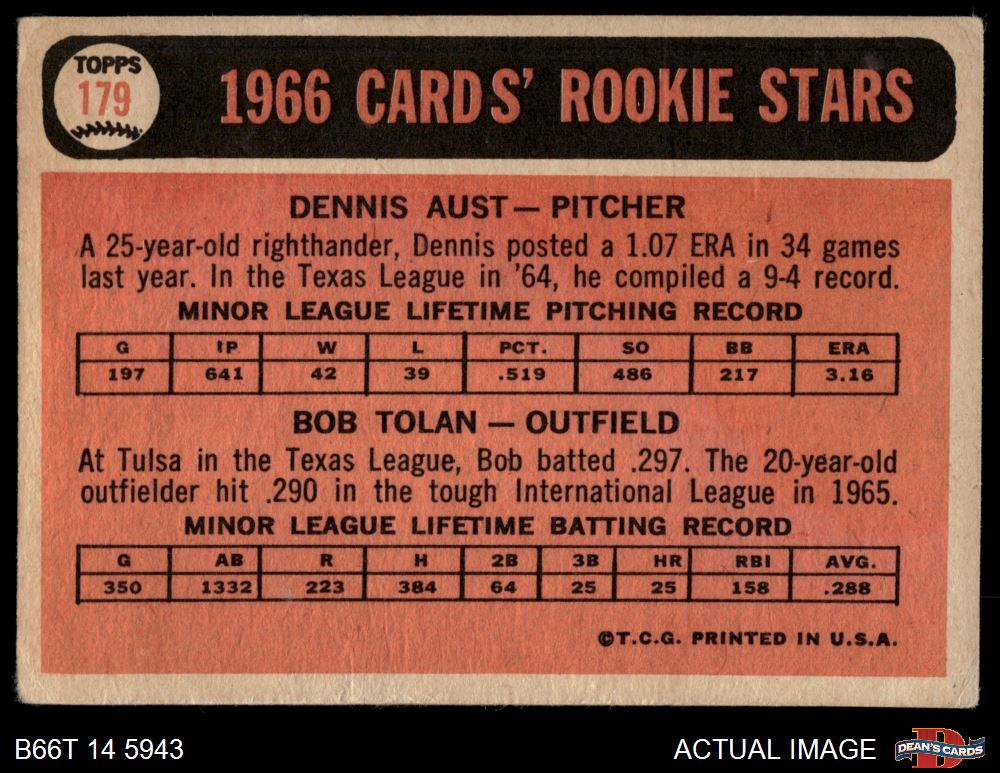 TOPPS
179
1966 CARDS' ROOKIE STARS
DENNIS AUST — PITCHER
A 25-year-old righthander, Dennis posted a 1.07 ERA in 34 games
last year. In the Texas League in '64, he compiled a 9-4 record.
MINOR LEAGUE LIFETIME PITCHING RECORD
G IP W L PCT. SO BB ERA
197 641 42 39 .519 486 217 3.16
BOB TOLAN — OUTFIELD
At Tulsa in the Texas League, Bob batted .297. The 20-year-old
outfielder hit .290 in the tough International League in 1965.
MINOR LEAGUE LIFETIME BATTING RECORD
G AB R H 2B 3B HR RBI AVG.
350 1332 223 384 64 25 25 158 .288
©T.C.G. PRINTED IN U.S.A.
B66T 14 5943
ACTUAL IMAGE
D
DEAN'S CARDS